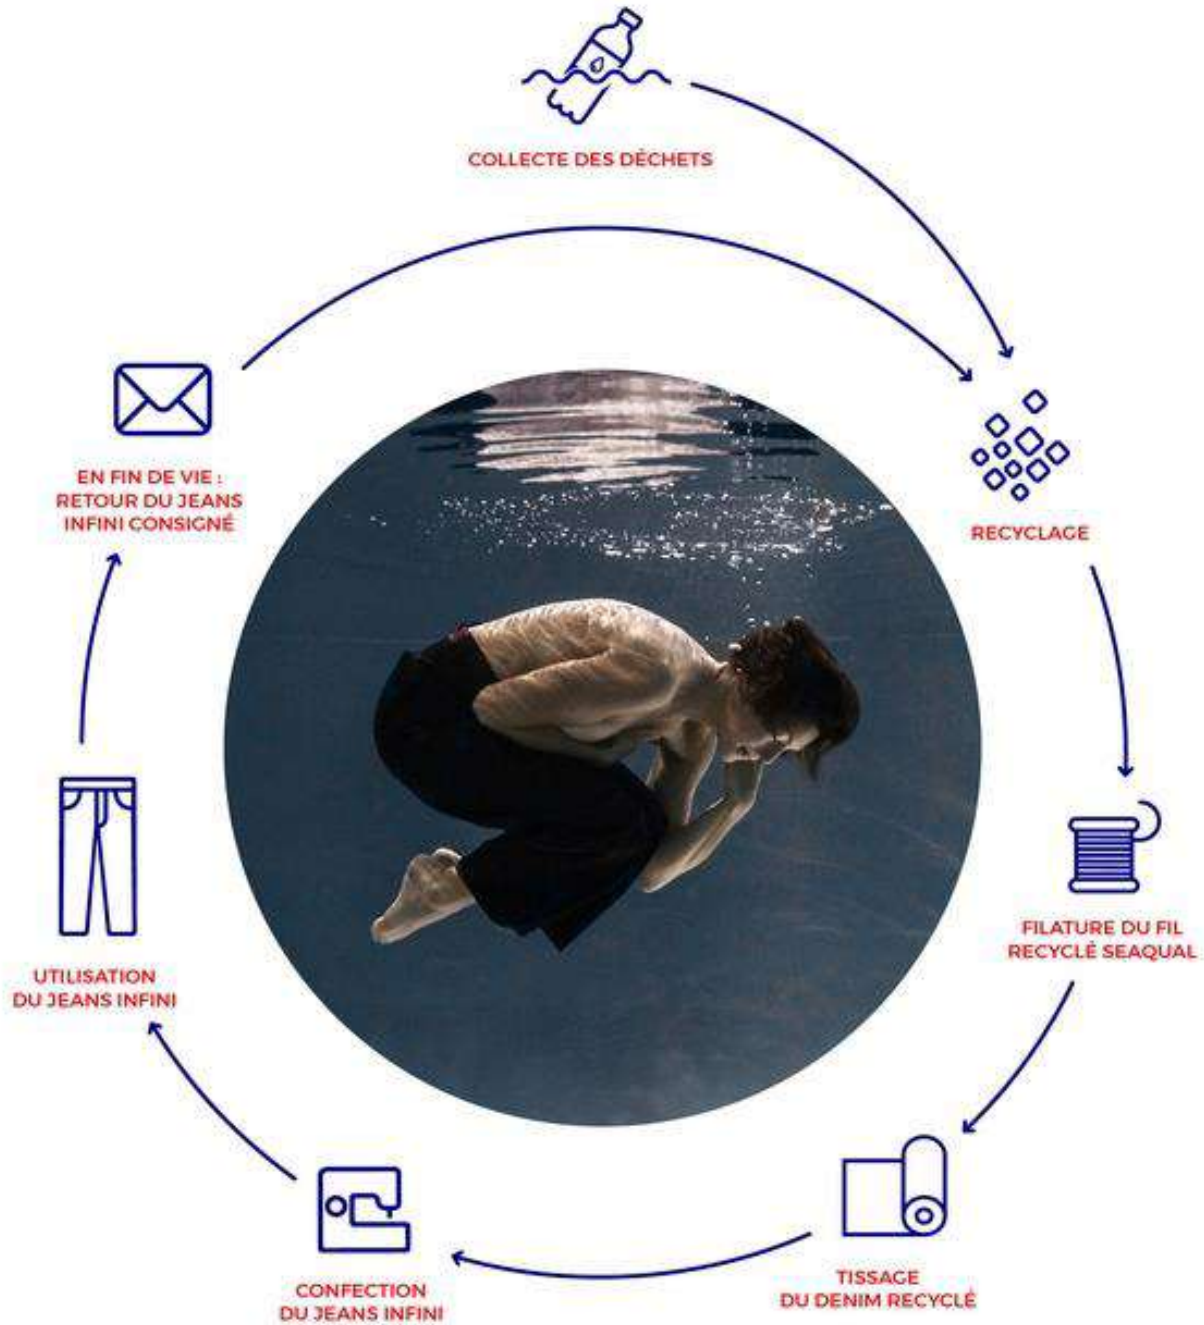 COLLECTE DES DÉCHETS
RECYCLAGE
FILATURE DU FIL
RECYCLÉ SEAQUAL
TISSAGE
DU DENIM RECYCLÉ
CONFECTION
DU JEANS INFINI
UTILISATION
DU JEANS INFINI
EN FIN DE VIE :
RETOUR DU JEANS
INFINI CONSIGNÉ